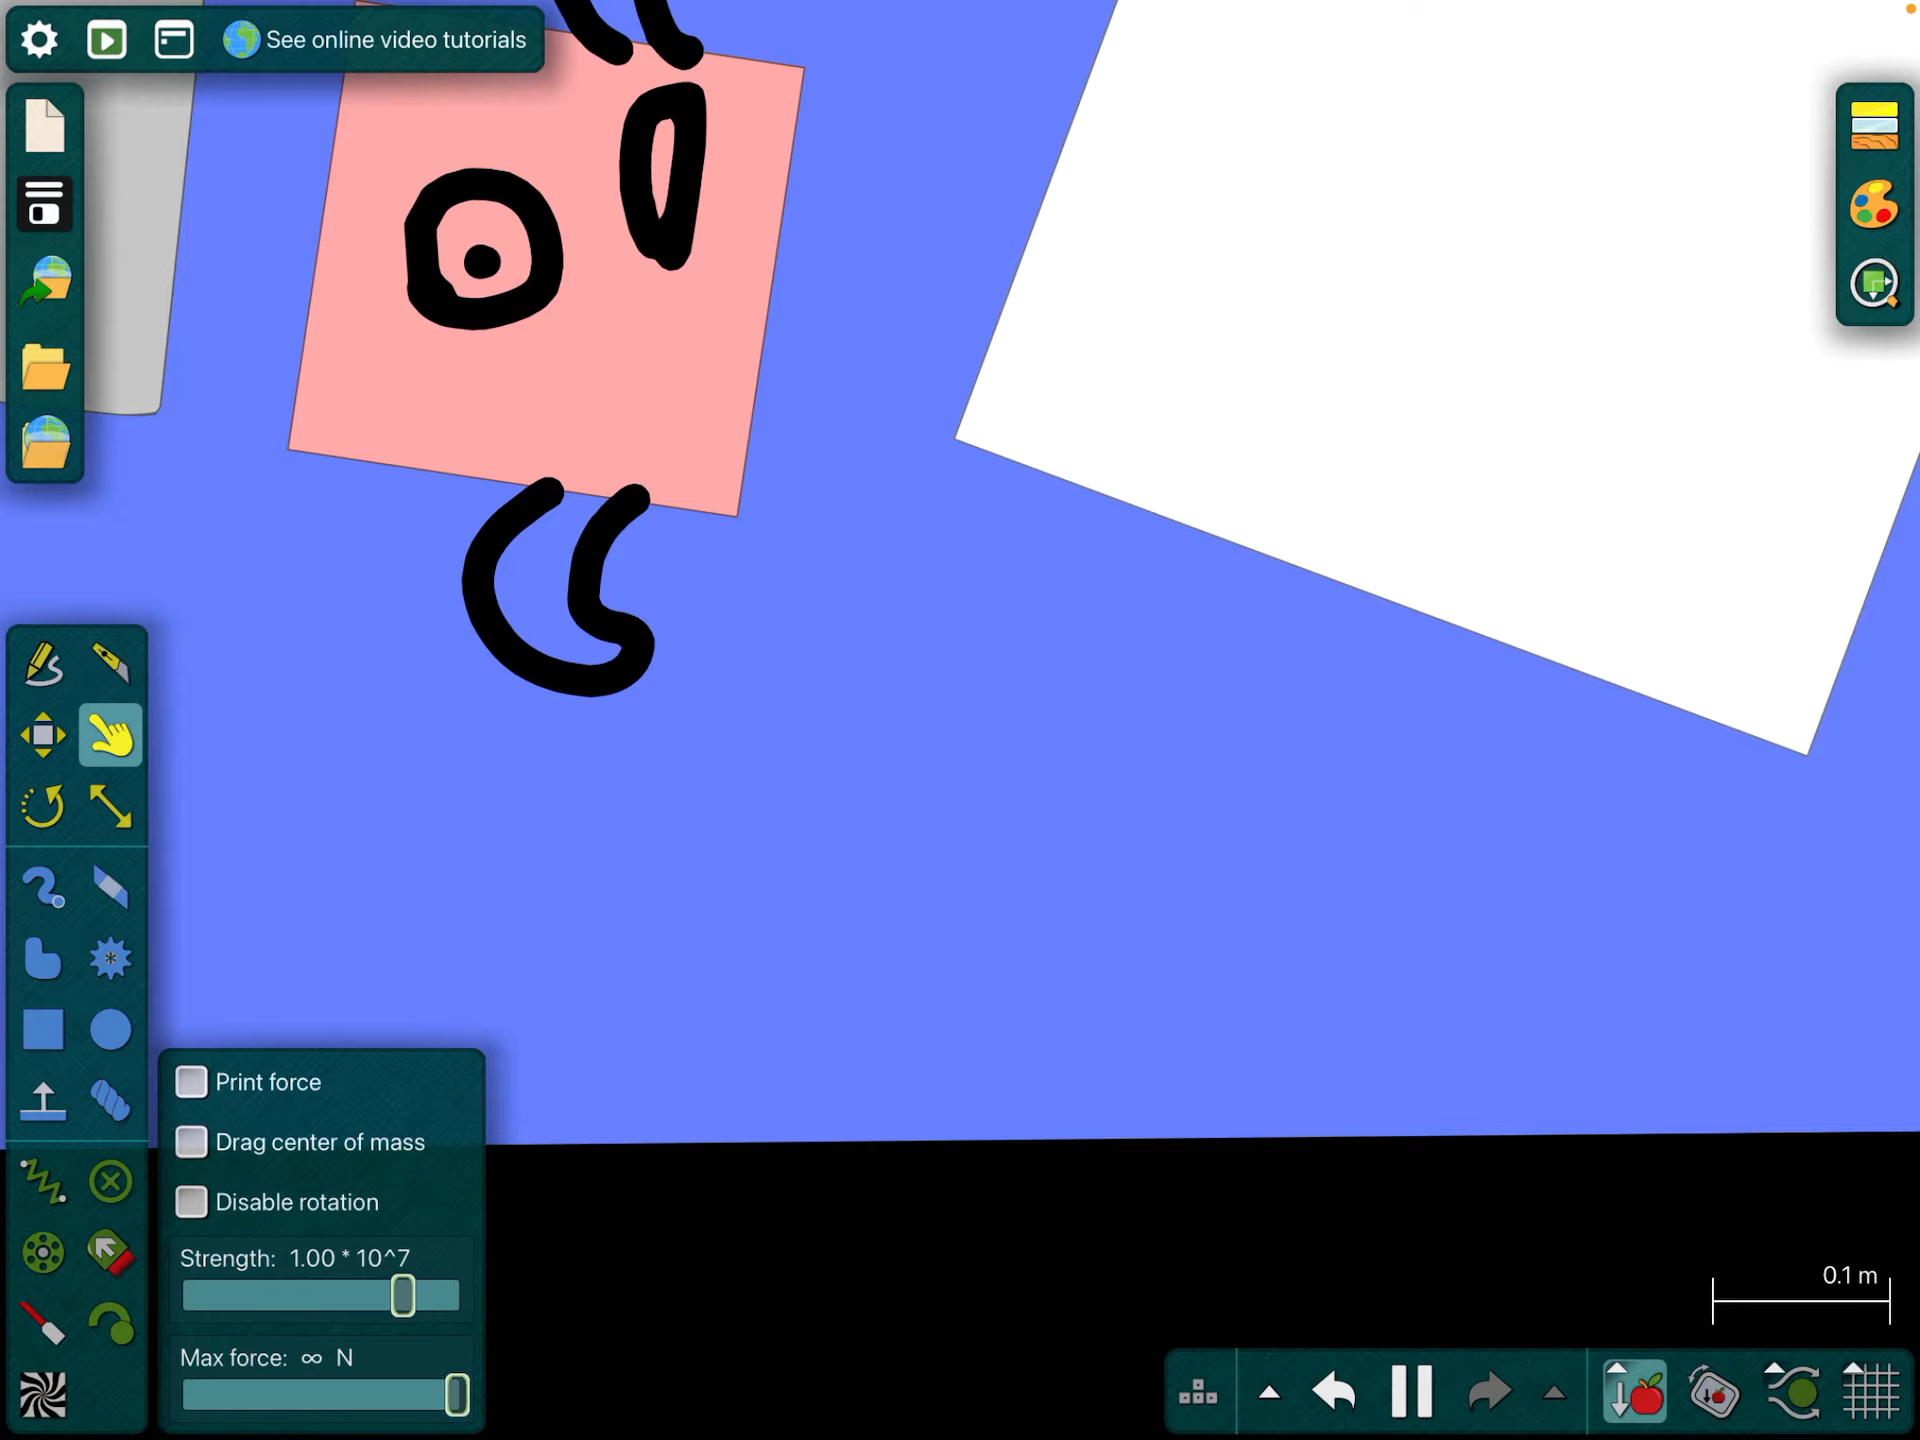 See online video tutorials
Print force
Drag center of mass
Disable rotation
Strength: 1.00 * 10^7
0.1 m
Max force: ∞ N